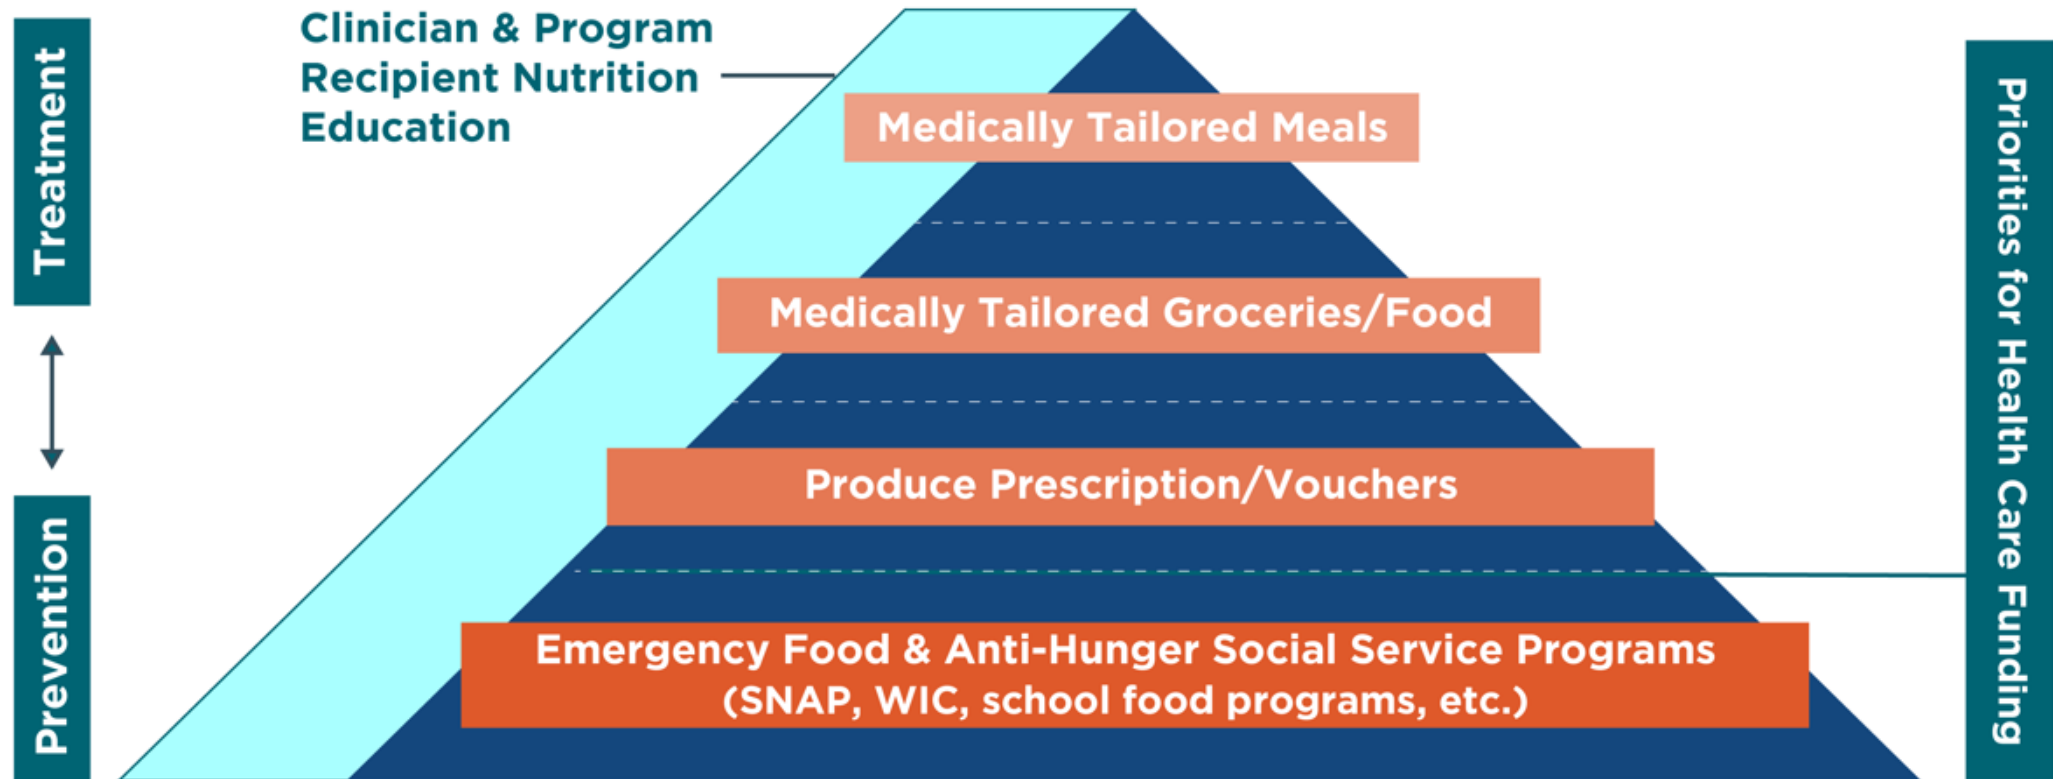 Treatment
Prevention
Clinician & Program
Recipient Nutrition
Education
Medically Tailored Meals
Medically Tailored Groceries/Food
Produce Prescription/Vouchers
Emergency Food & Anti-Hunger Social Service Programs
(SNAP, WIC, school food programs, etc.)
Priorities for Health Care Funding